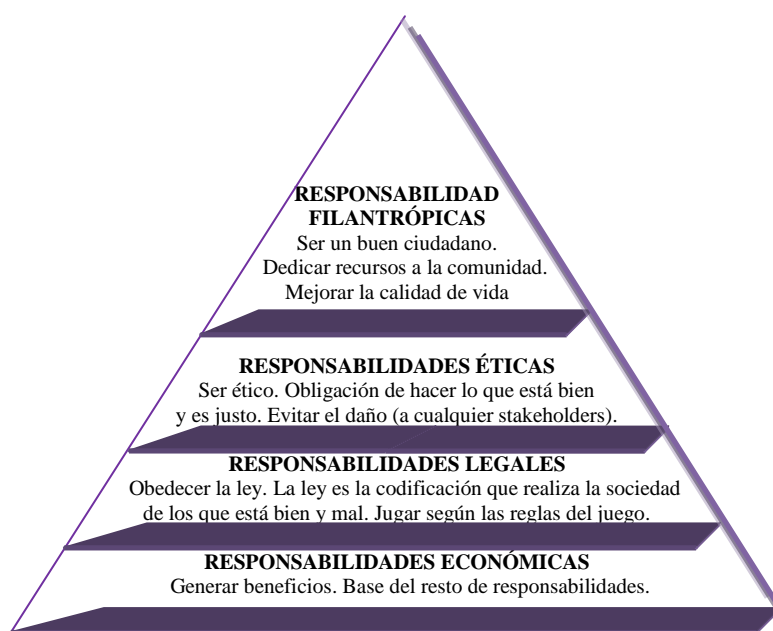 RESPONSABILIDAD
FILANTRÓPICAS
Ser un buen ciudadano.
Dedicar recursos a la comunidad.
Mejorar la calidad de vida
RESPONSABILIDADES ÉTICAS
Ser ético. Obligación de hacer lo que está bien
y es justo. Evitar el daño (a cualquier stakeholders).
RESPONSABILIDADES LEGALES
Obedecer la ley. La ley es la codificación que realiza la sociedad
de los que está bien y mal. Jugar según las reglas del juego.
RESPONSABILIDADES ECONÓMICAS
Generar beneficios. Base del resto de responsabilidades.